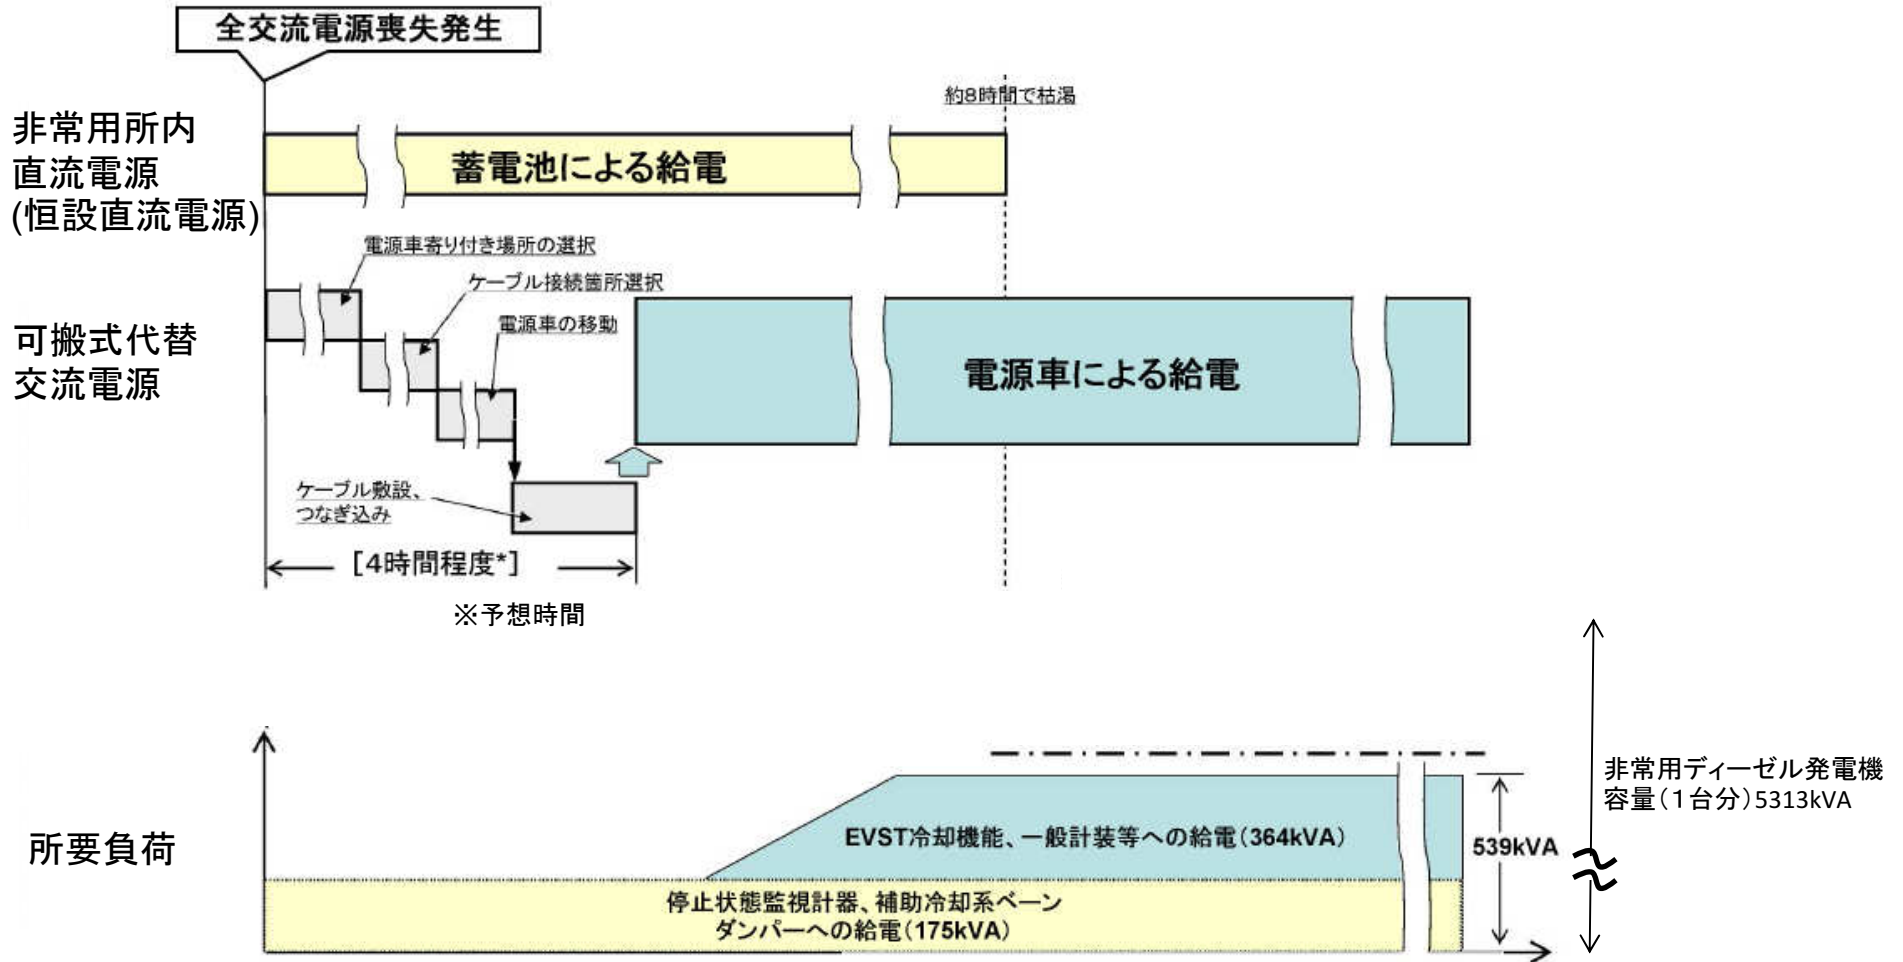 全交流電源喪失発生
約8時間で枯渇
非常用所内
直流電源
(恒設直流電源)
蓄電池による給電
電源車寄り付き場所の選択
ケーブル接続箇所選択
電源車の移動
可搬式代替
交流電源
電源車による給電
ケーブル敷設、
つなぎ込み
[4時間程度*]
※予想時間
非常用ディーゼル発電機
容量(1台分)5313kVA
所要負荷
EVST冷却機能、一般計装等への給電(364kVA)
539kVA
停止状態監視計器、補助冷却系ベーン
ダンパーへの給電(175kVA)